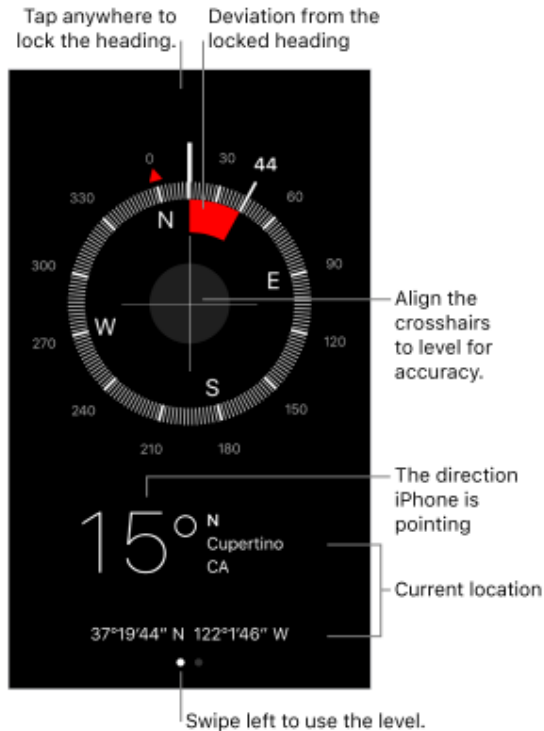 Tap anywhere to
lock the heading.
Deviation from the
locked heading
0
30
44
330
60
N
300
90
E
W
270
120
Align the
crosshairs
to level for
accuracy.
S
240
150
210
180
The direction
iPhone is
pointing
15°
N
Cupertino
CA
Current location
37°19′44″ N 122°1′46″ W
Swipe left to use the level.